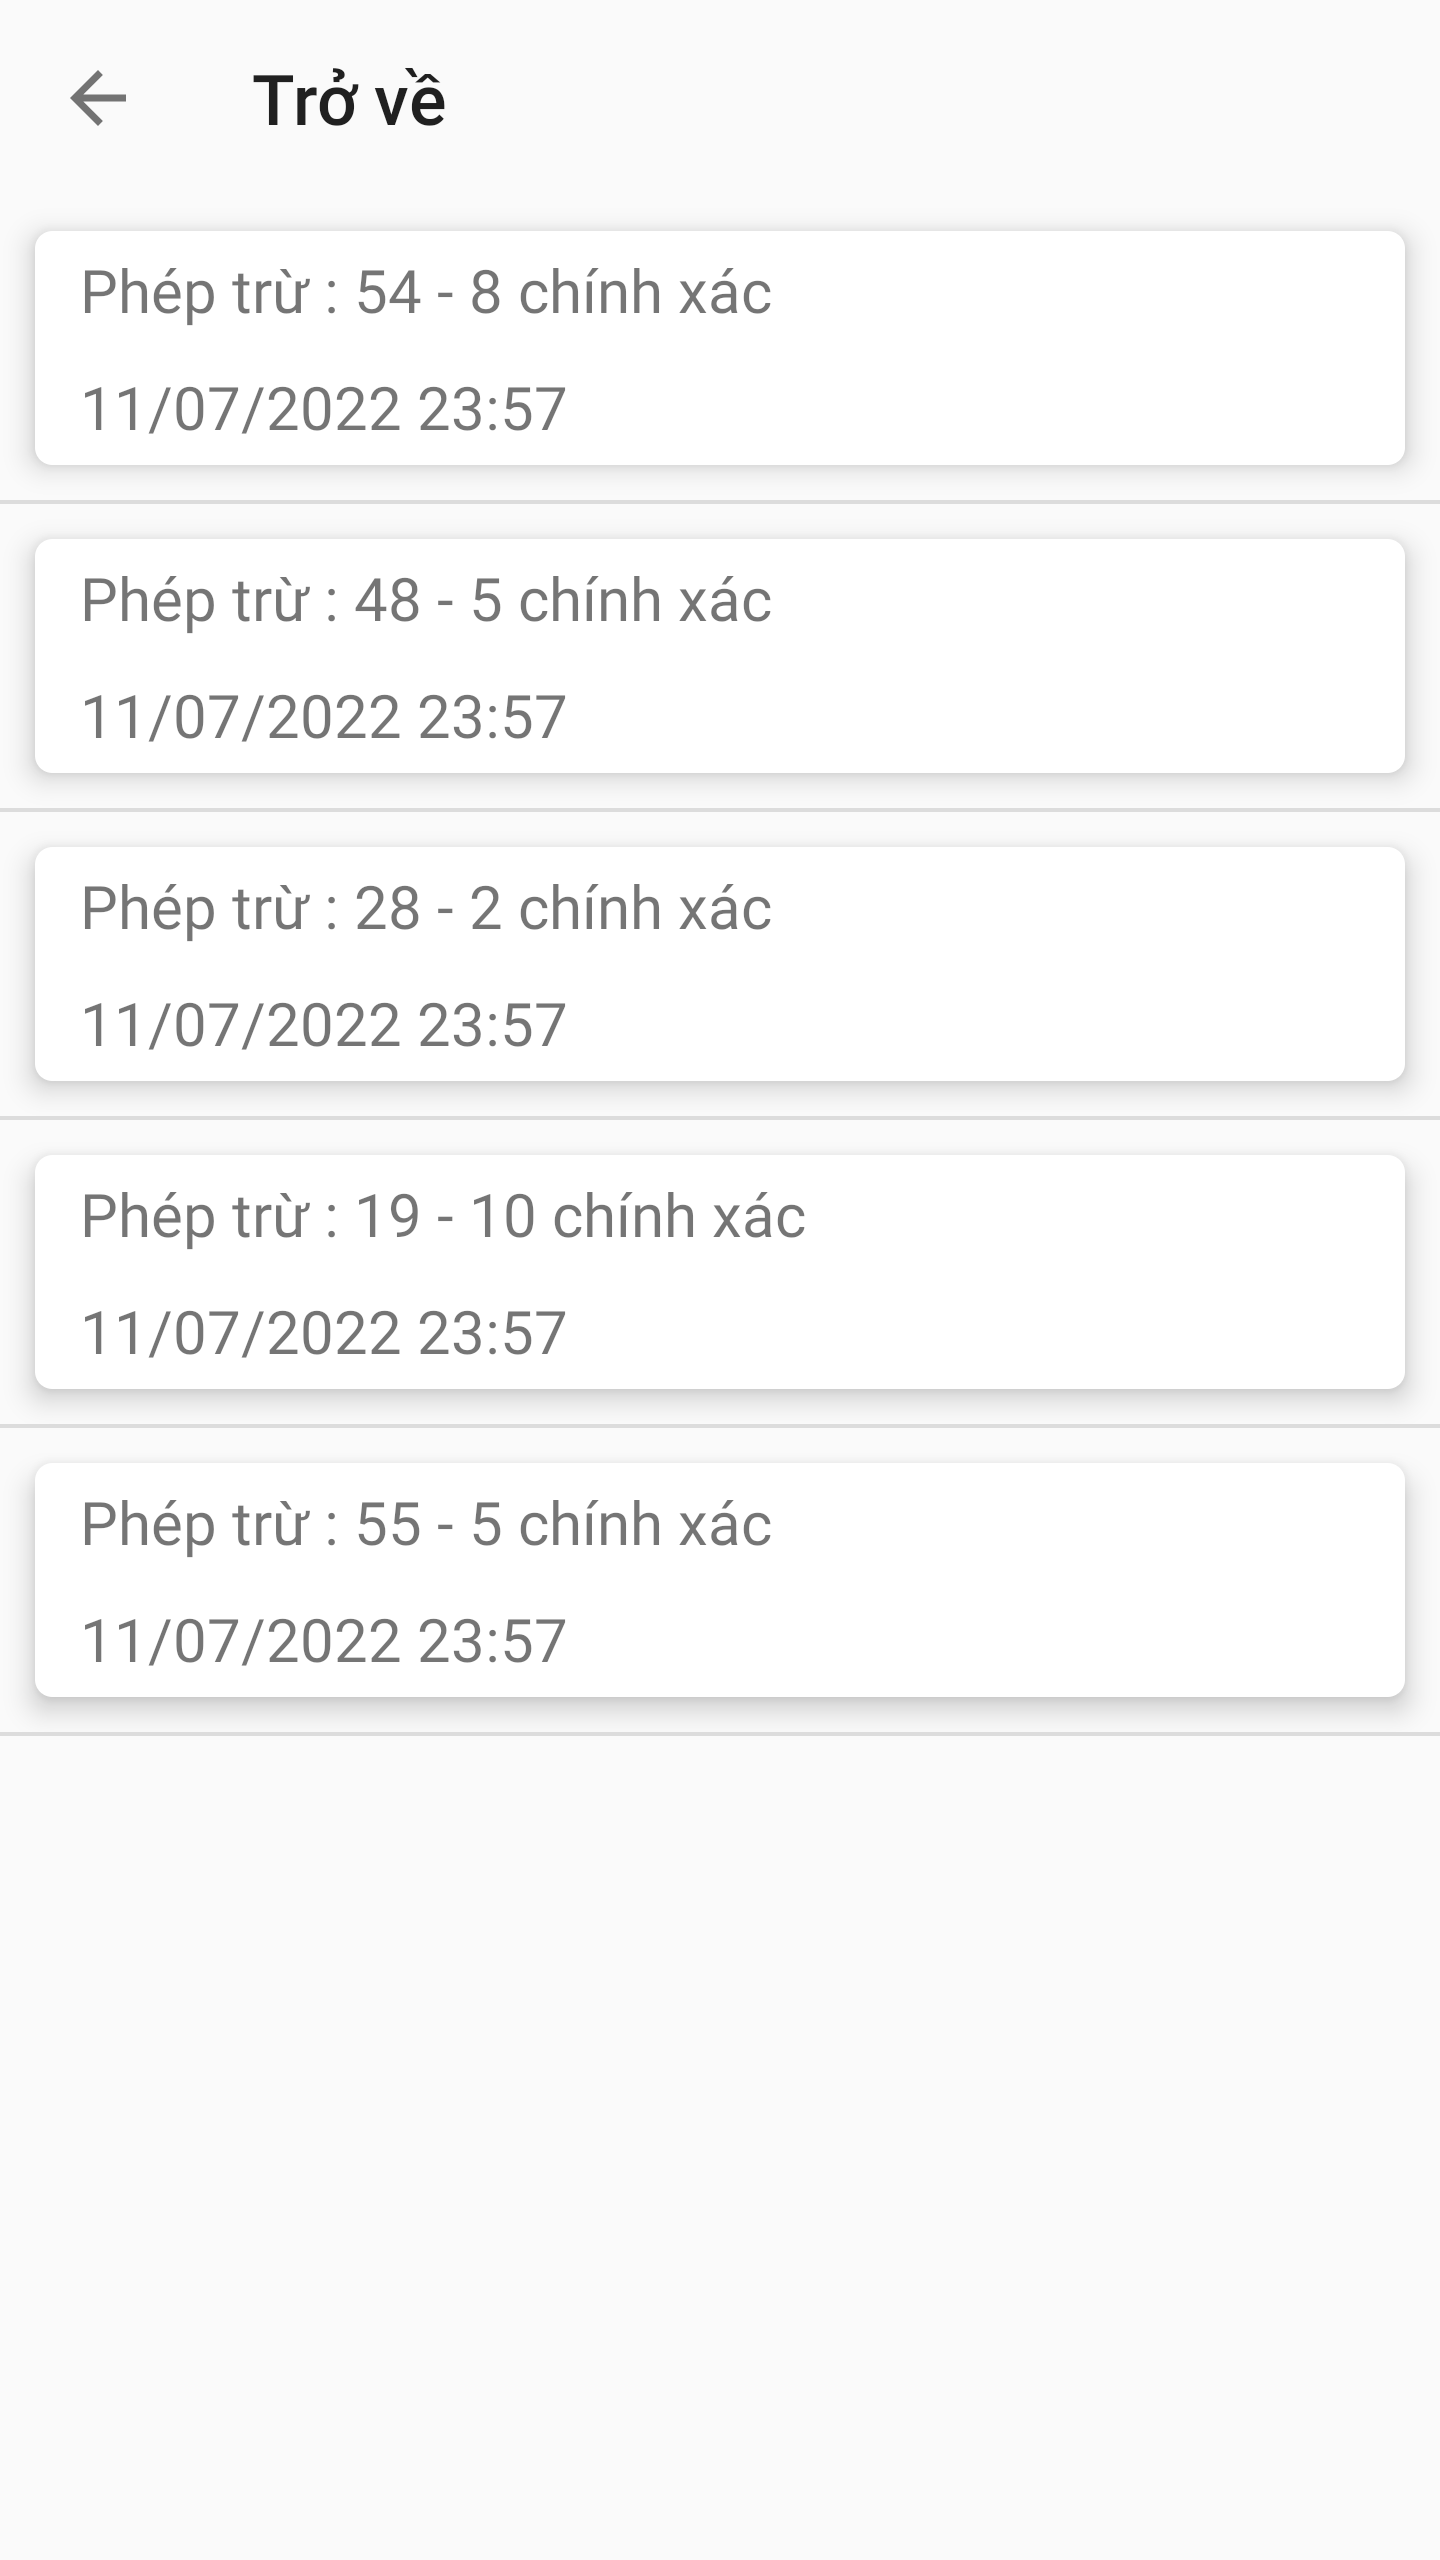 Trở về
Phép trừ : 54 - 8 chính xác
11/07/2022 23:57
Phép trừ : 48 - 5 chính xác
11/07/2022 23:57
Phép trừ : 28 - 2 chính xác
11/07/2022 23:57
Phép trừ : 19 - 10 chính xác
11/07/2022 23:57
Phép trừ : 55 - 5 chính xác
11/07/2022 23:57